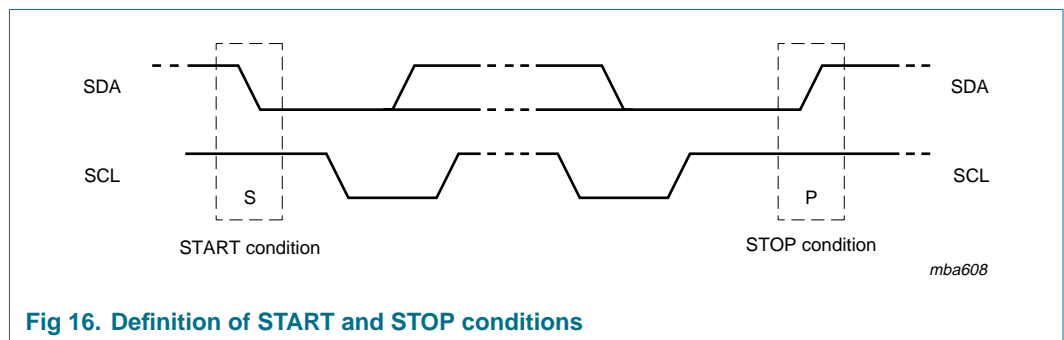 SDA
SDA
SCL
SCL
S
P
START condition
STOP condition
mba608
Fig 16. Definition of START and STOP conditions